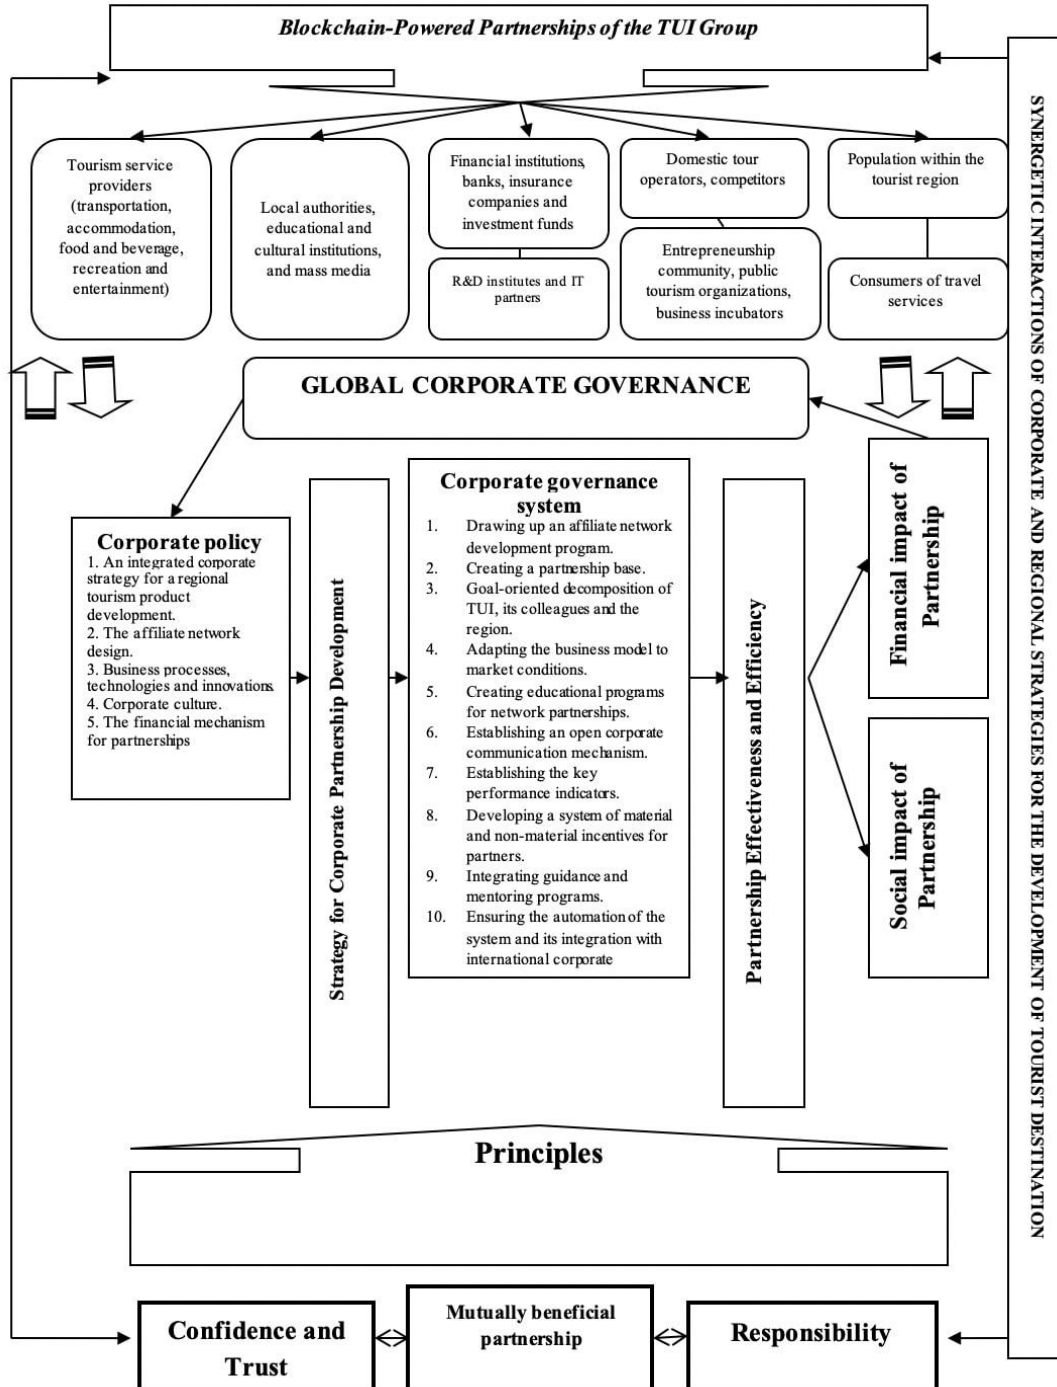 Blockchain-Powered Partnerships of the TUI Group
Tourism service
providers
(transportation,
accommodation,
food and beverage,
recreation and
entertainment)
Local authorities,
educational and
cultural institutions,
and mass media
Financial institutions,
banks, insurance
companies and
investment funds
R&D institutes and IT
partners
Domestic tour
operators, competitors
Entrepreneurship
community, public
tourism organizations,
business incubators
Population within the
tourist region
Consumers of travel
services
GLOBAL CORPORATE GOVERNANCE
Corporate policy
1. An integrated corporate
strategy for a regional
tourism product
development.
2. The affiliate network
design.
3. Business processes,
technologies and innovations.
4. Corporate culture.
5. The financial mechanism
for partnerships
Strategy for Corporate Partnership Development
Corporate governance
system
1. Drawing up an affiliate network
development program.
2. Creating a partnership base.
3. Goal-oriented decomposition of
TUI, its colleagues and the
region.
4. Adapting the business model to
market conditions.
5. Creating educational programs
for network partnerships.
6. Establishing an open corporate
communication mechanism.
7. Establishing the key
performance indicators.
8. Developing a system of material
and non-material incentives for
partners.
9. Integrating guidance and
mentoring programs.
10. Ensuring the automation of the
system and its integration with
international corporate
Partnership Effectiveness and Efficiency
Financial impact of
Partnership
Social impact of
Partnership
SYNERGETIC INTERACTIONS OF CORPORATE AND REGIONAL STRATEGIES FOR THE DEVELOPMENT OF TOURIST DESTINATION
Principles
Confidence and
Trust
Mutually beneficial
partnership
Responsibility